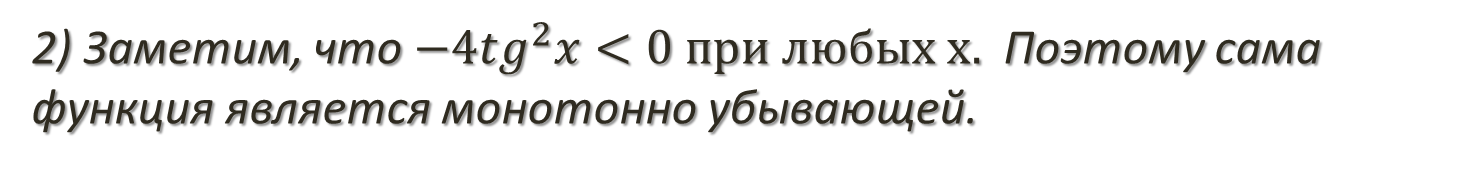 2) Заметим, что −4tg²x < 0 при любых x. Поэтому сама
функция является монотонно убывающей.